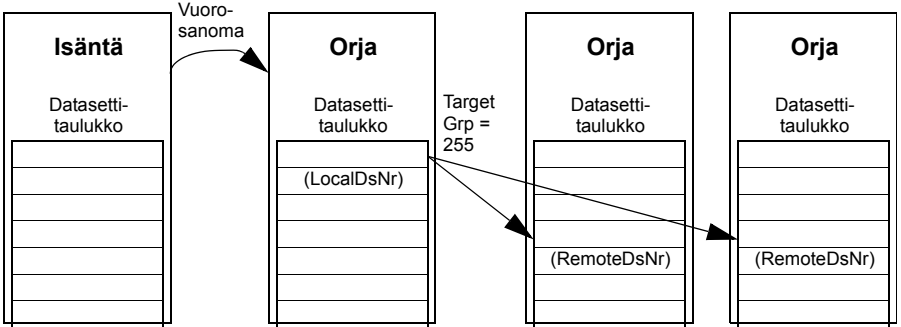 Vuoro-
sanoma
Isäntä
Orja
Orja
Orja
Datasetti-
taulukko
Datasetti-
taulukko
Target
Grp =
255
Datasetti-
taulukko
Datasetti-
taulukko
(LocalDsNr)
(RemoteDsNr)
(RemoteDsNr)